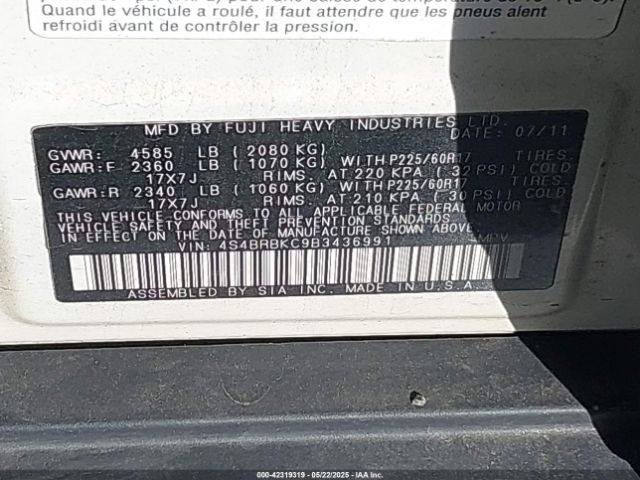 Quand le véhicule a roulé, il faut attendre que les pneus aient
refroidi avant de contrôler la pression.
MFD BY FUJI HEAVY INDUSTRIES LTD.
DATE: 07/11
GVWR: 4585 LB (2080 KG)
GAWR:F 2360 LB (1070 KG) WITH P225/60R17 TIRES
17X7J RIMS, AT 220 KPA (32 PSI) COLD
GAWR:R 2340 LB (1060 KG) WITH P225/60R17 TIRES
17X7J RIMS, AT 210 KPA (30 PSI) COLD
THIS VEHICLE CONFORMS TO ALL APPLICABLE FEDERAL MOTOR
VEHICLE SAFETY AND THEFT PREVENTION STANDARDS
IN EFFECT ON THE DATE OF MANUFACTURE SHOWN ABOVE.
VIN: 4S4BRBKC9B3436991 MPV
ASSEMBLED BY SIA INC. MADE IN U.S.A.
000-42319319 - 05/22/2025 - IAAI.CA